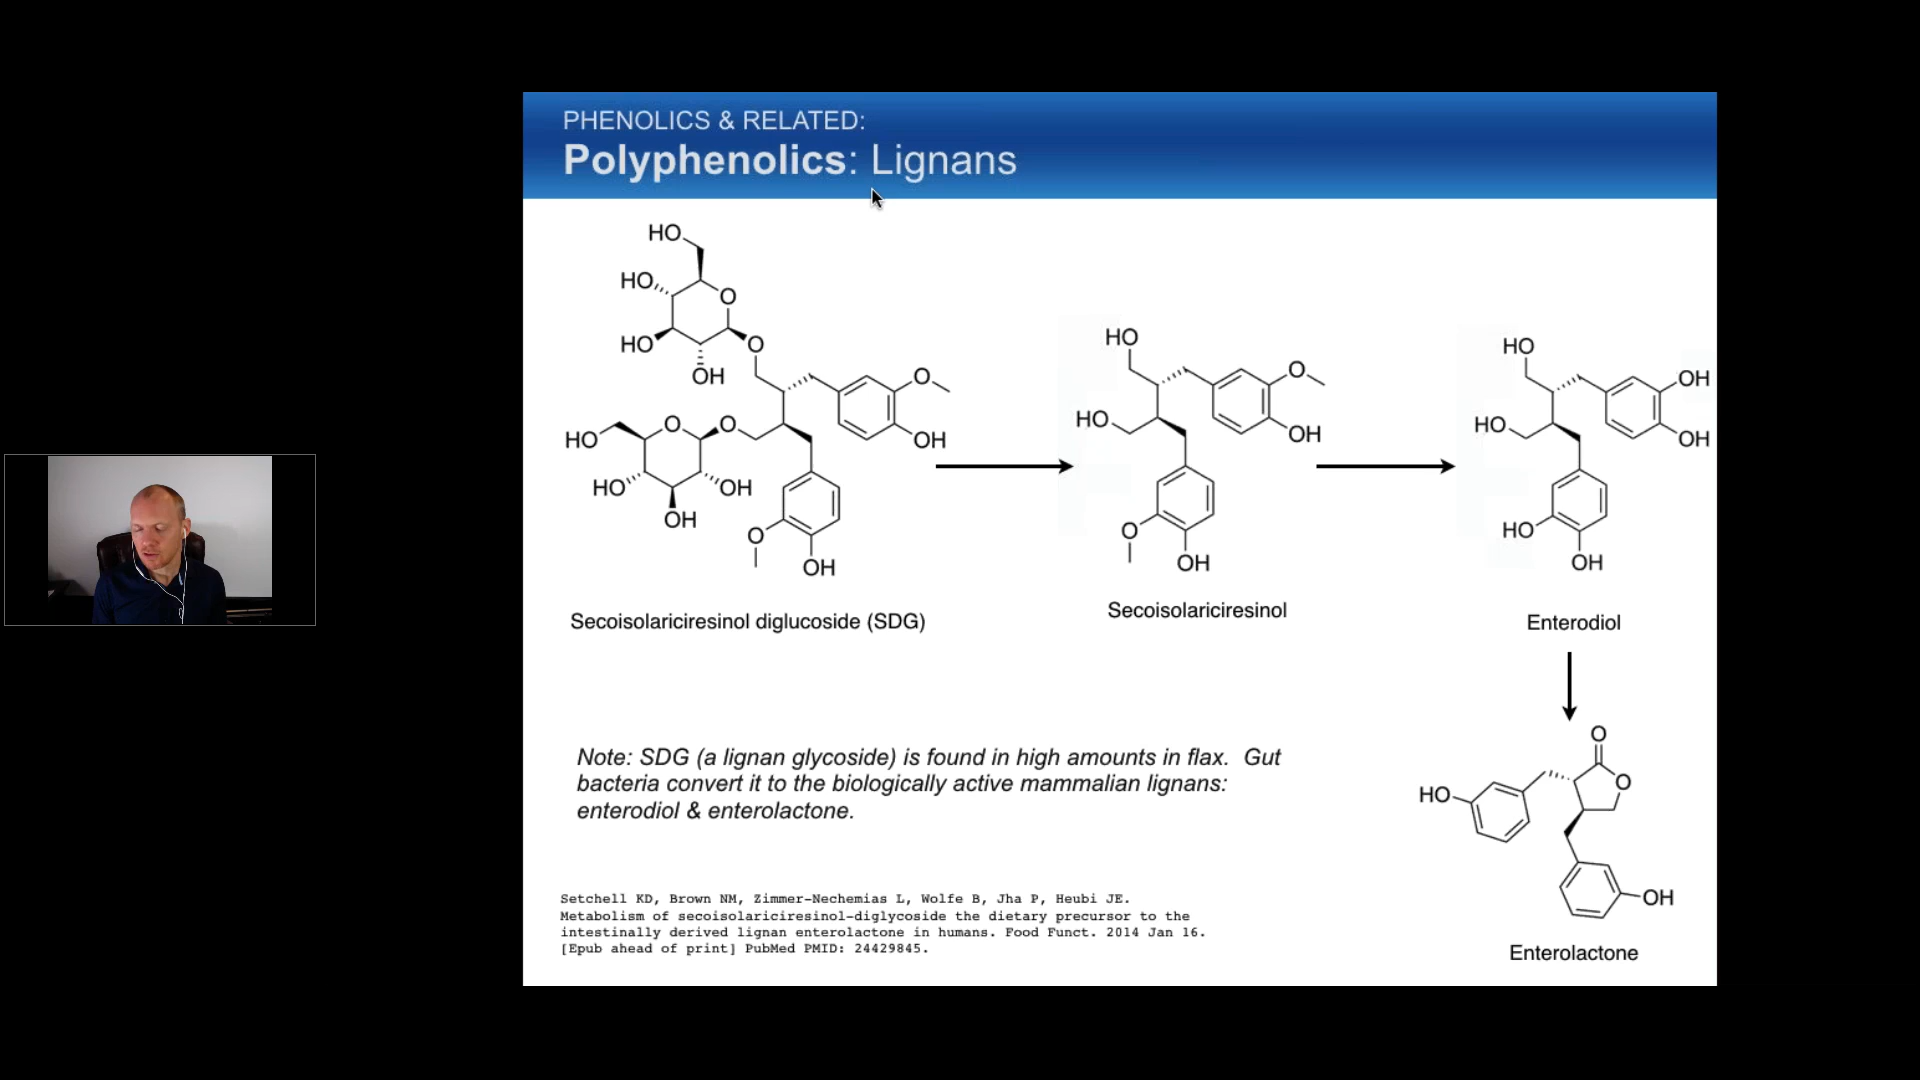 PHENOLICS & RELATED:
Polyphenolics: Lignans
HO
HO
O
HO
O
OH
O
OH
HO
O
O
HO
OH
OH
O
OH
Secoisolariciresinol diglucoside (SDG)
HO
O
HO
OH
O
OH
Secoisolariciresinol
HO
OH
HO
OH
HO
OH
Enterodiol
O
O
HO
OH
Enterolactone
Note: SDG (a lignan glycoside) is found in high amounts in flax. Gut
bacteria convert it to the biologically active mammalian lignans:
enterodiol & enterolactone.
Setchell KD, Brown NM, Zimmer-Nechemias L, Wolfe B, Jha P, Heubi JE.
Metabolism of secoisolariciresinol-diglycoside the dietary precursor to the
intestinally derived lignan enterolactone in humans. Food Funct. 2014 Jan 16.
[Epub ahead of print] PubMed PMID: 24429845.